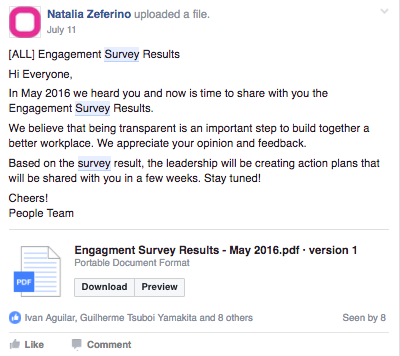 Natalia Zeferino uploaded a file.
July 11
[ALL] Engagement Survey Results
Hi Everyone,
In May 2016 we heard you and now is time to share with you the
Engagement Survey Results.
We believe that being transparent is an important step to build together a
better workplace. We appreciate your opinion and feedback.
Based on the survey result, the leadership will be creating action plans that
will be shared with you in a few weeks. Stay tuned!
Cheers!
People Team
PDF
Engagment Survey Results - May 2016.pdf · version 1
Portable Document Format
Download Preview
Ivan Aguilar, Guilherme Tsuboi Yamakita and 8 others Seen by 8
Like Comment